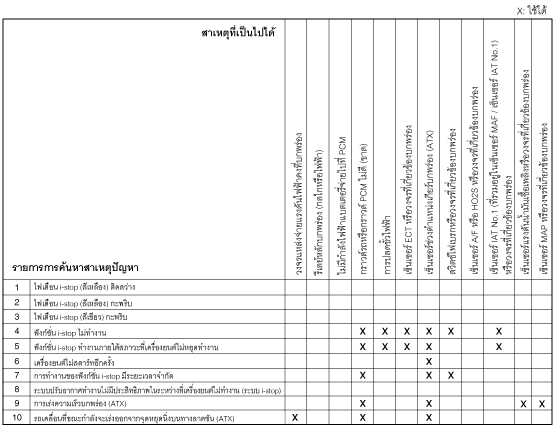 X: ใช้ได้
สาเหตุที่เป็นไปได้
วงจรแหล่งจ่ายแรงดันไฟฟ้าคงที่บกพร่อง
รีเลย์หลักบกพร่อง (กลไกหรือไฟฟ้า)
ไม่มีกำลังไฟฟ้าแบตเตอรี่จ่ายไปที่ PCM
กราวด์รถหรือกราวด์ PCM ไม่ดี (ขาด)
การปลดขั้วไฟฟ้า
เซ็นเซอร์ ECT หรือวงจรที่เกี่ยวข้องบกพร่อง
เซ็นเซอร์ช่วงตำแหน่งเกียร์บกพร่อง (ATX)
สวิตช์ไฟเบรกหรือวงจรที่เกี่ยวข้องบกพร่อง
เซ็นเซอร์ A/F หรือ HO2S หรือวงจรที่เกี่ยวข้องบกพร่อง
เซ็นเซอร์ IAT No.1 (ที่รวมอยู่ในเซ็นเซอร์ MAF / เซ็นเซอร์ IAT No.1)
หรือวงจรที่เกี่ยวข้องบกพร่อง
เซ็นเซอร์แรงดันน้ำมันเชื้อเพลิงหรือวงจรที่เกี่ยวข้องบกพร่อง
เซ็นเซอร์ MAP หรือวงจรที่เกี่ยวข้องบกพร่อง
รายการการค้นหาสาเหตุปัญหา
1 ไฟเตือน i-stop (สีเหลือง) ติดสว่าง
2 ไฟเตือน i-stop (สีเหลือง) กะพริบ
3 ไฟเตือน i-stop (สีเขียว) กะพริบ
4 ฟังก์ชั่น i-stop ไม่ทำงาน X X X X X X
5 ฟังก์ชั่น i-stop ทำงานภายใต้สภาวะที่เครื่องยนต์ไม่หยุดทำงาน X X X X X
6 เครื่องยนต์ไม่สตาร์ทอีกครั้ง X
7 การทำงานของฟังก์ชั่น i-stop มีระยะเวลาจำกัด X X X
8 ระบบปรับอากาศทำงานไม่มีประสิทธิภาพในระหว่างที่เครื่องยนต์ไม่ทำงาน (ระบบ i-stop)
9 การเร่งความเร็วบกพร่อง (ATX) X X X X
10 รถเคลื่อนที่ขณะกำลังจะเร่งออกจากจุดหยุดนิ่งบนทางลาดชัน (ATX) X X X